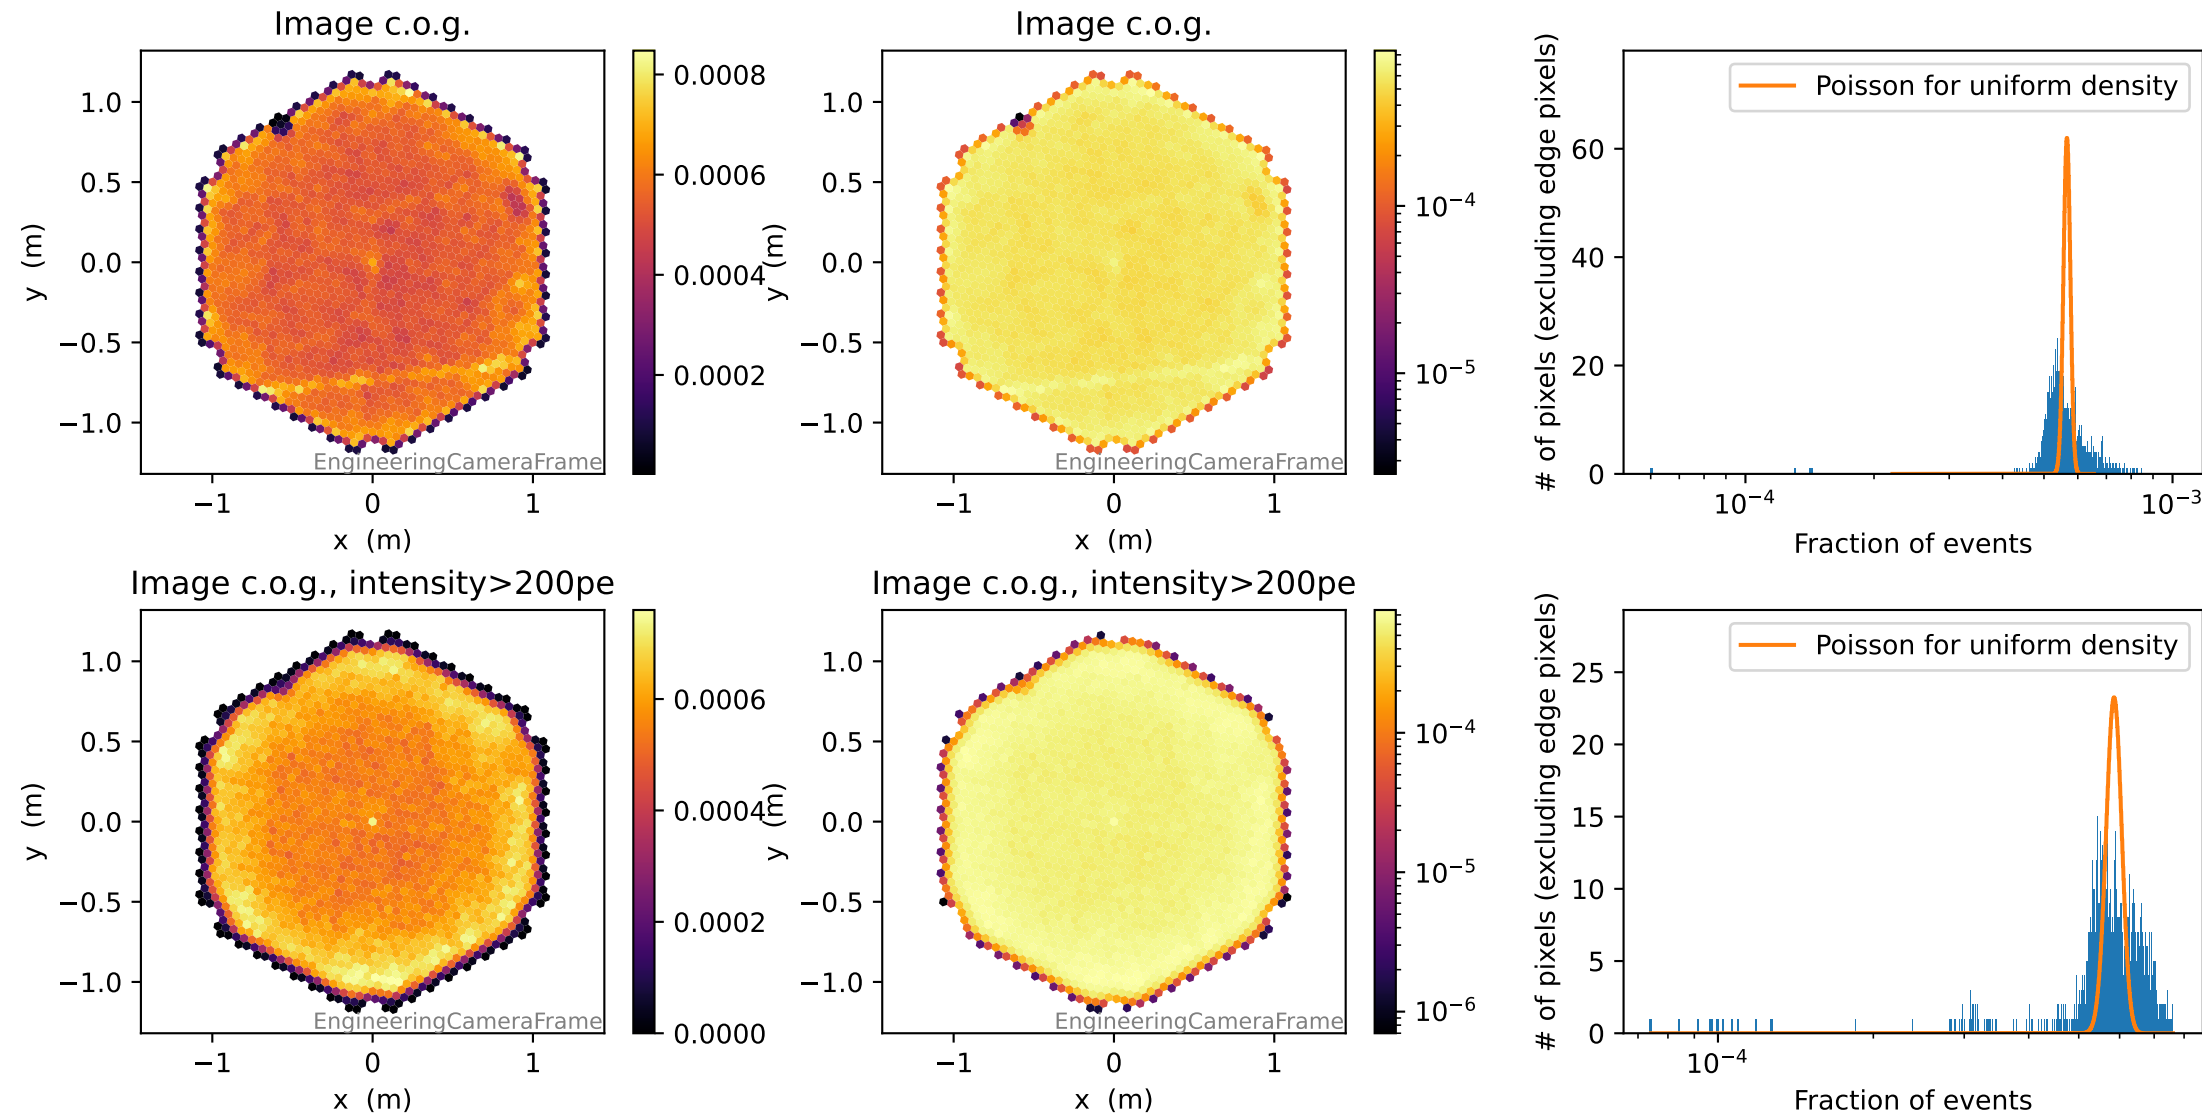 Image c.o.g.
1.0
0.5
0.0
−0.5
−1.0
y (m)
−1
0
1
x (m)
EngineeringCameraFrame
0.0008
0.0006
0.0004
0.0002
Image c.o.g.
1.0
0.5
0.0
−0.5
−1.0
y (m)
−1
0
1
x (m)
EngineeringCameraFrame
10⁻⁴
10⁻⁵
# of pixels (excluding edge pixels)
60
40
20
0
Poisson for uniform density
10⁻⁴
10⁻³
Fraction of events
Image c.o.g., intensity>200pe
1.0
0.5
0.0
−0.5
−1.0
y (m)
−1
0
1
x (m)
EngineeringCameraFrame
0.0006
0.0004
0.0002
0.0000
Image c.o.g., intensity>200pe
1.0
0.5
0.0
−0.5
−1.0
y (m)
−1
0
1
x (m)
EngineeringCameraFrame
10⁻⁴
10⁻⁵
10⁻⁶
# of pixels (excluding edge pixels)
25
20
15
10
5
0
Poisson for uniform density
10⁻⁴
Fraction of events